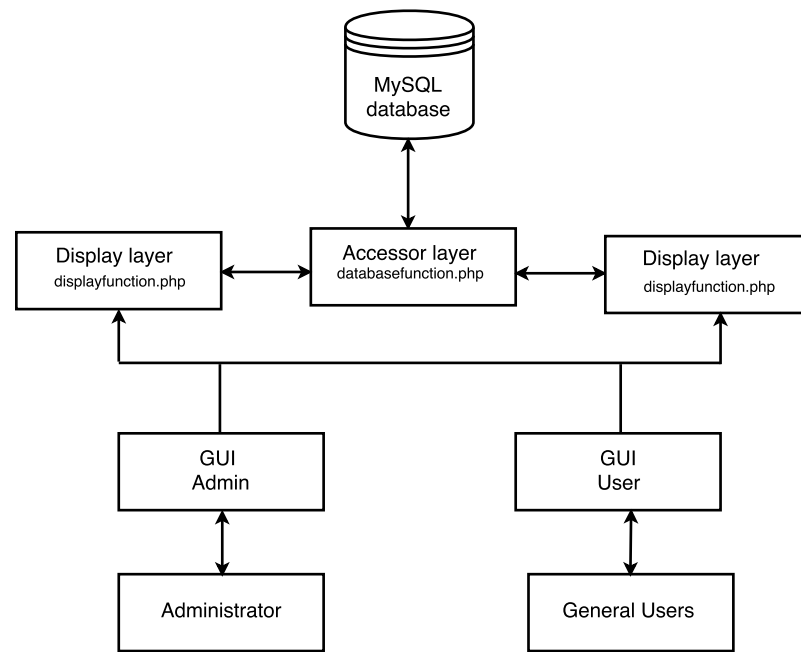 MySQL
database
Display layer
displayfunction.php
Accessor layer
databasefunction.php
Display layer
displayfunction.php
GUI
Admin
GUI
User
Administrator
General Users